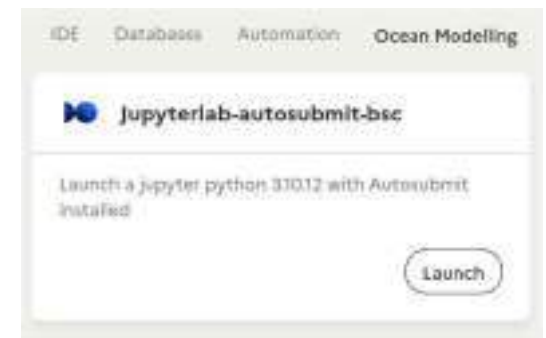 IDE Databases Automation Ocean Modelling
Jupyterlab-autosubmit-bsc
Launch a jupyter python 3.10.12 with Autosubmit
installed
Launch